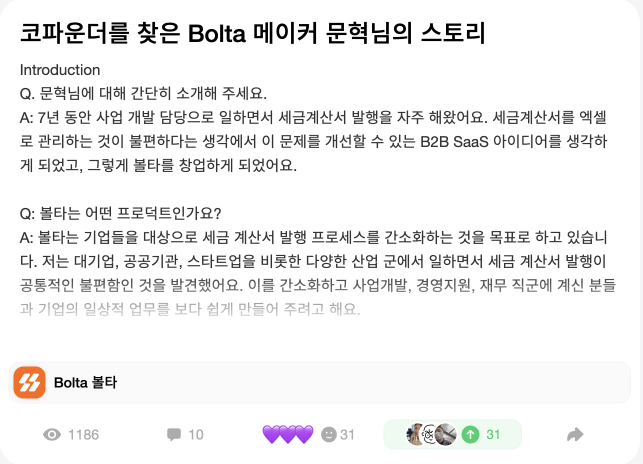 코파운더를 찾은 Bolta 메이커 문혁님의 스토리
Introduction
Q. 문혁님에 대해 간단히 소개해 주세요.
A: 7년 동안 사업 개발 담당으로 일하면서 세금계산서 발행을 자주 해왔어요. 세금계산서를 엑셀
로 관리하는 것이 불편하다는 생각에서 이 문제를 개선할 수 있는 B2B SaaS 아이디어를 생각하
게 되었고, 그렇게 볼타를 창업하게 되었어요.
Q: 볼타는 어떤 프로덕트인가요?
A: 볼타는 기업들을 대상으로 세금 계산서 발행 프로세스를 간소화하는 것을 목표로 하고 있습니
다. 저는 대기업, 공공기관, 스타트업을 비롯한 다양한 산업 군에서 일하면서 세금 계산서 발행이
공통적인 불편함인 것을 발견했어요. 이를 간소화하고 사업개발, 경영지원, 재무 직군에 계신 분들
과 기업의 일상적 업무를 보다 쉽게 만들어 주려고 해요.
Bolta 볼타
1186 10 31 31